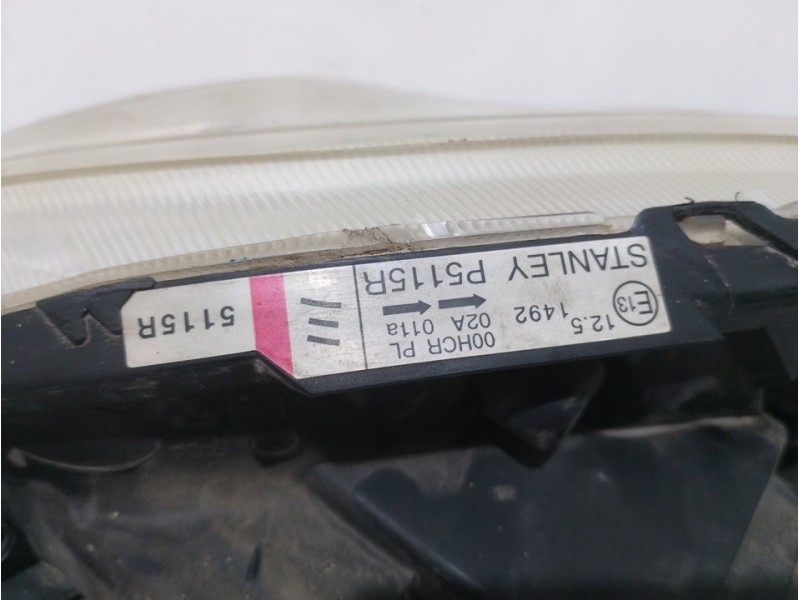 12.5 00HCR PL
E13 1492 02A 011a
STANLEY P5115R
5115R